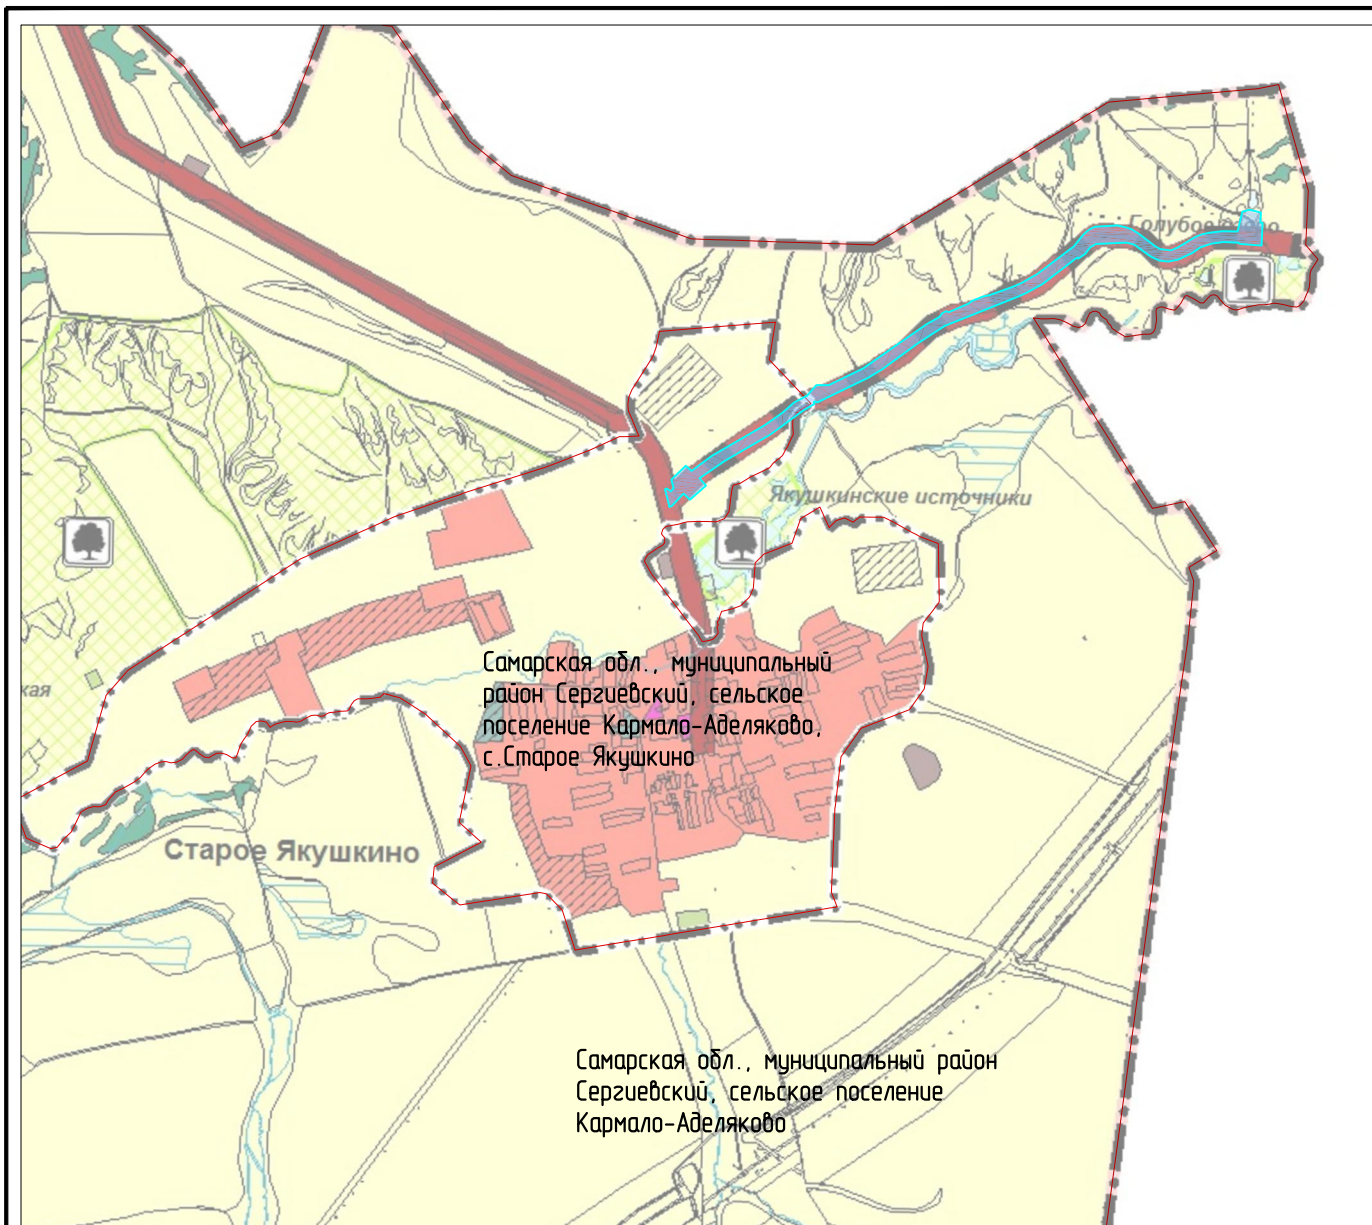 Голубое озеро
Якушкинские источники
Самарская обл., муниципальный
район Сергиевский, сельское
поселение Кармало-Аделяково,
с.Старое Якушкино
кая
Старое Якушкино
Самарская обл., муниципальный район
Сергиевский, сельское поселение
Кармало-Аделяково